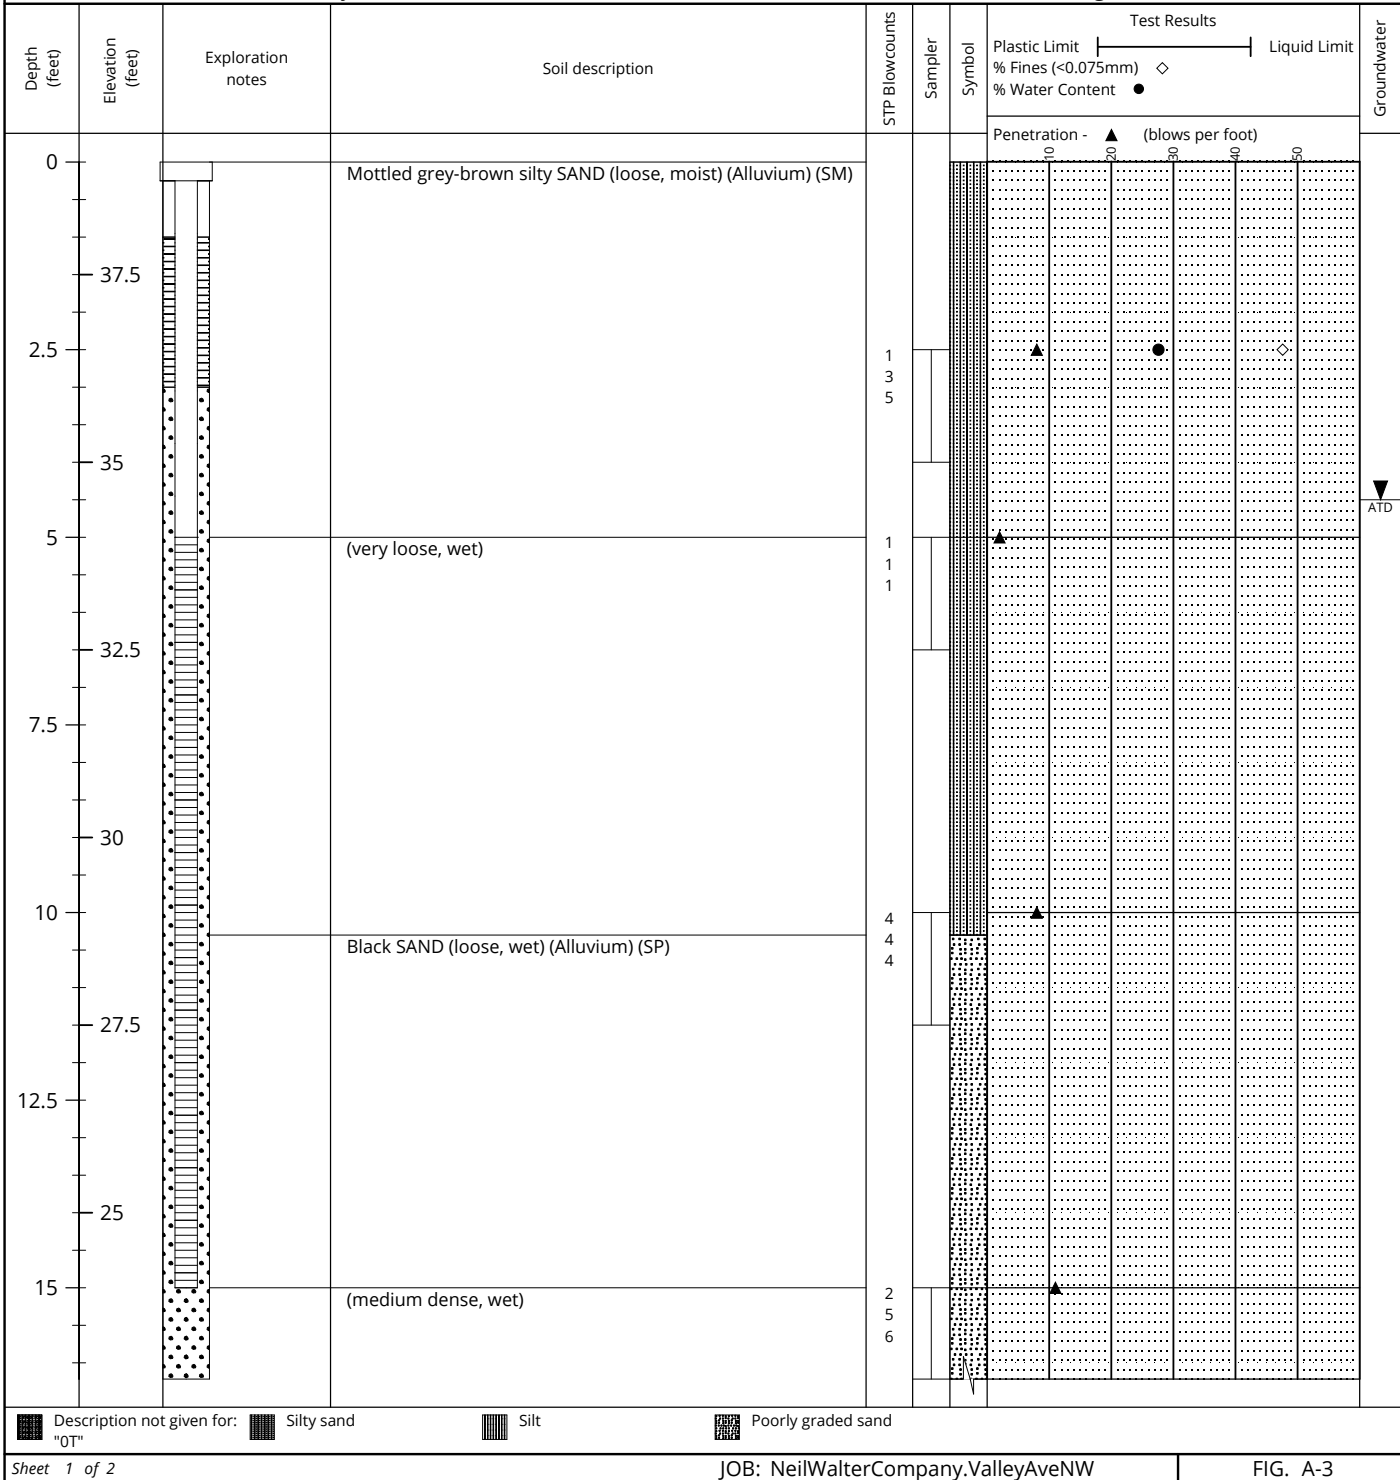 Depth
(feet)
Elevation
(feet)
Exploration
notes
Soil description
STP Blowcounts
Sampler
Symbol
Test Results
Plastic Limit
Liquid Limit
% Fines (<0.075mm)
% Water Content
Penetration -
(blows per foot)
Groundwater
10
20
30
40
50
0
Mottled grey-brown silty SAND (loose, moist) (Alluvium) (SM)
37.5
2.5
1
3
5
35
ATD
5
(very loose, wet)
1
1
1
32.5
7.5
30
10
4
4
4
Black SAND (loose, wet) (Alluvium) (SP)
27.5
12.5
25
15
(medium dense, wet)
2
5
6
Description not given for:
"0T"
Silty sand
Silt
Poorly graded sand
Sheet 1 of 2
JOB: NeilWalterCompany.ValleyAveNW
FIG. A-3